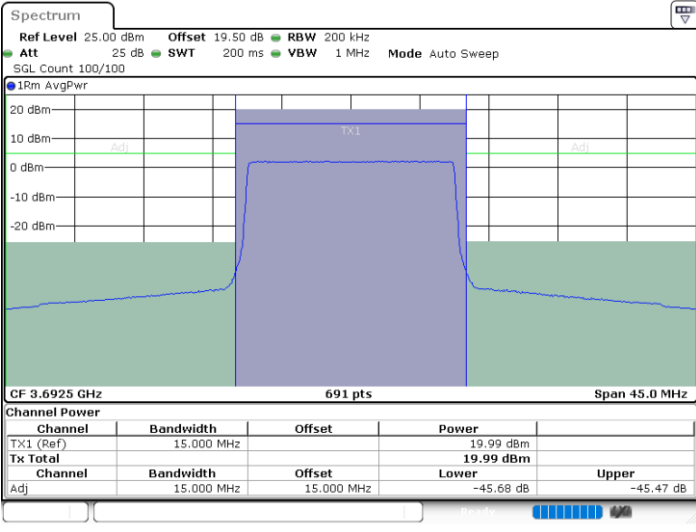 Spectrum
Ref Level 25.00 dBm Offset 19.50 dB RBW 200 kHz
Att 25 dB SWT 200 ms VBW 1 MHz Mode Auto Sweep
SGL Count 100/100
1Rm AvgPwr
20 dBm
TX1
10 dBm
Adj Adj
0 dBm
-10 dBm
-20 dBm
CF 3.6925 GHz 691 pts Span 45.0 MHz
Channel Power
Channel Bandwidth Offset Power
TX1 (Ref) 15.000 MHz 19.99 dBm
Tx Total 19.99 dBm
Channel Bandwidth Offset Lower Upper
Adj 15.000 MHz 15.000 MHz -45.68 dB -45.47 dB
Ready